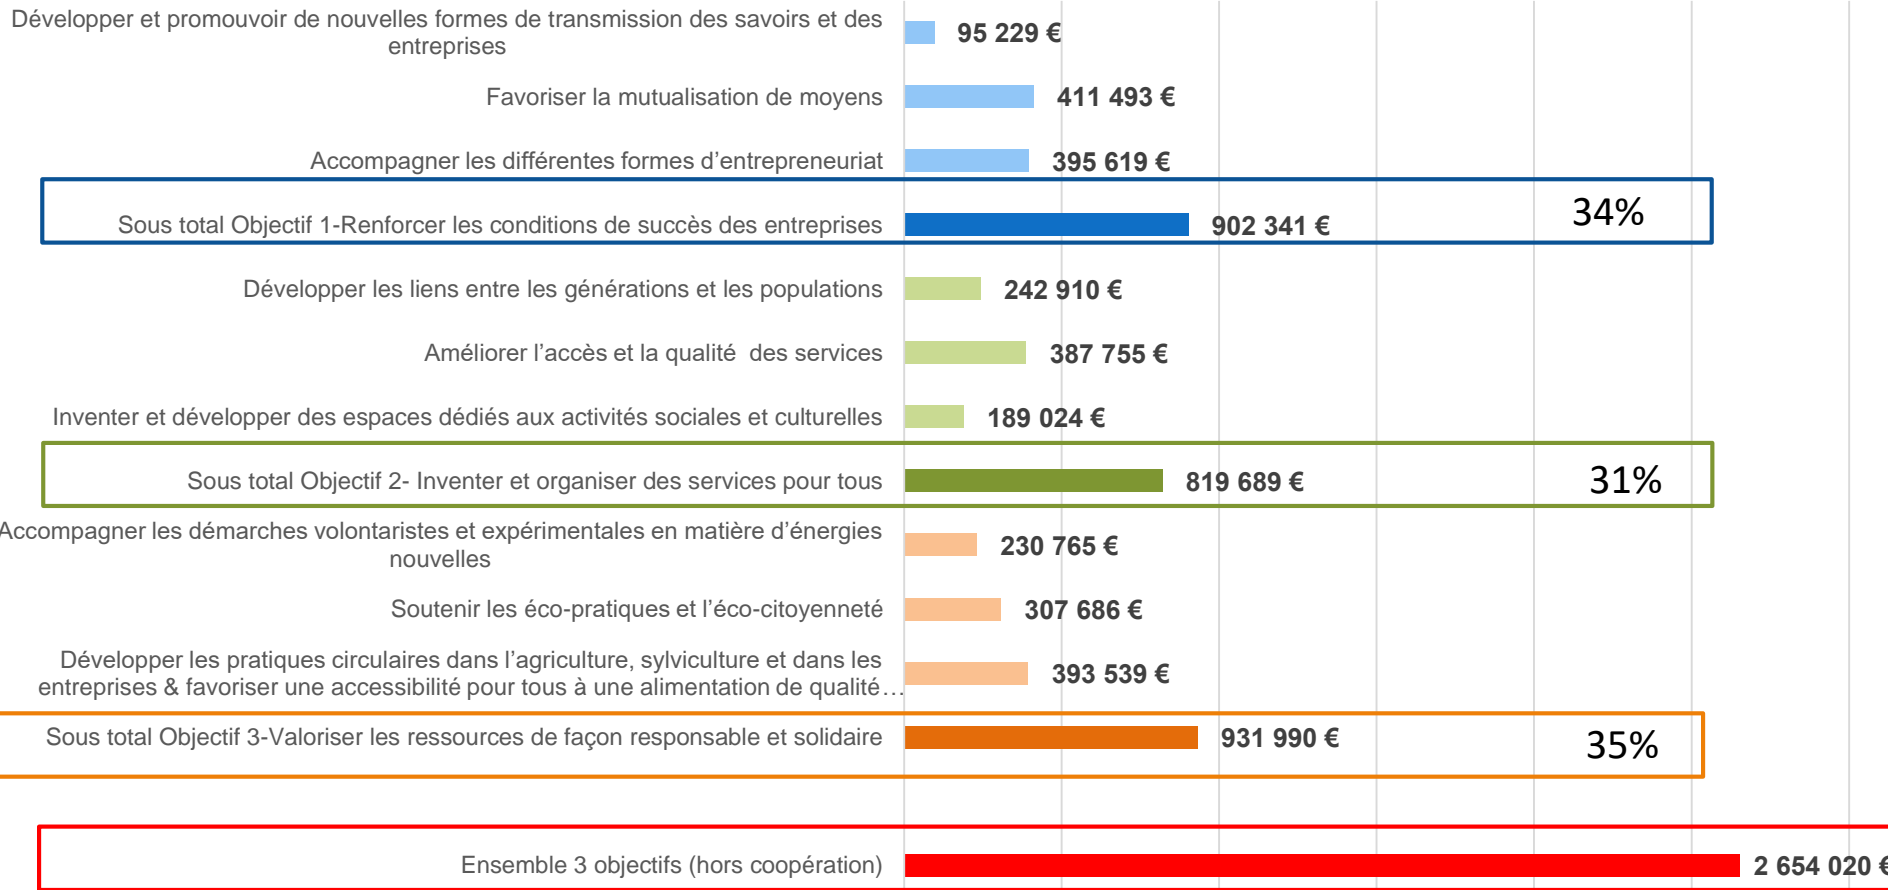 Développer et promouvoir de nouvelles formes de transmission des savoirs et des
entreprises
95 229 €
Favoriser la mutualisation de moyens
411 493 €
Accompagner les différentes formes d’entrepreneuriat
395 619 €
Sous total Objectif 1-Renforcer les conditions de succès des entreprises
902 341 €
34%
Développer les liens entre les générations et les populations
242 910 €
Améliorer l’accès et la qualité  des services
387 755 €
Inventer et développer des espaces dédiés aux activités sociales et culturelles
189 024 €
Sous total Objectif 2- Inventer et organiser des services pour tous
819 689 €
31%
Accompagner les démarches volontaristes et expérimentales en matière d’énergies
nouvelles
230 765 €
Soutenir les éco-pratiques et l’éco-citoyenneté
307 686 €
Développer les pratiques circulaires dans l’agriculture, sylviculture et dans les
entreprises & favoriser une accessibilité pour tous à une alimentation de qualité…
393 539 €
Sous total Objectif 3-Valoriser les ressources de façon responsable et solidaire
931 990 €
35%
Ensemble 3 objectifs (hors coopération)
2 654 020 €